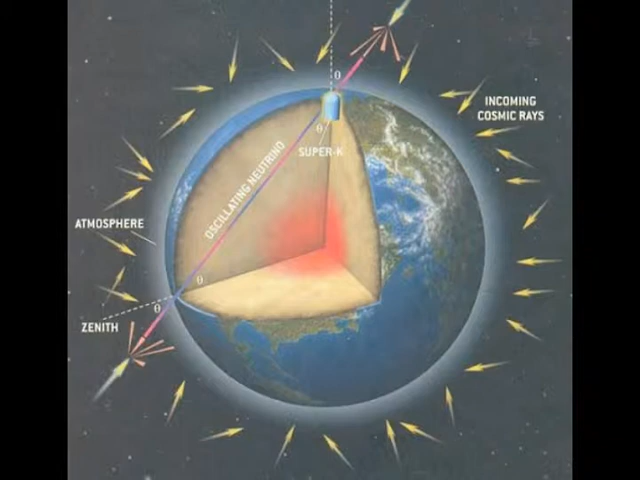 θ
INCOMING
COSMIC RAYS
θ
SUPER-K
OSCILLATING NEUTRINO
ATMOSPHERE
θ
θ
ZENITH